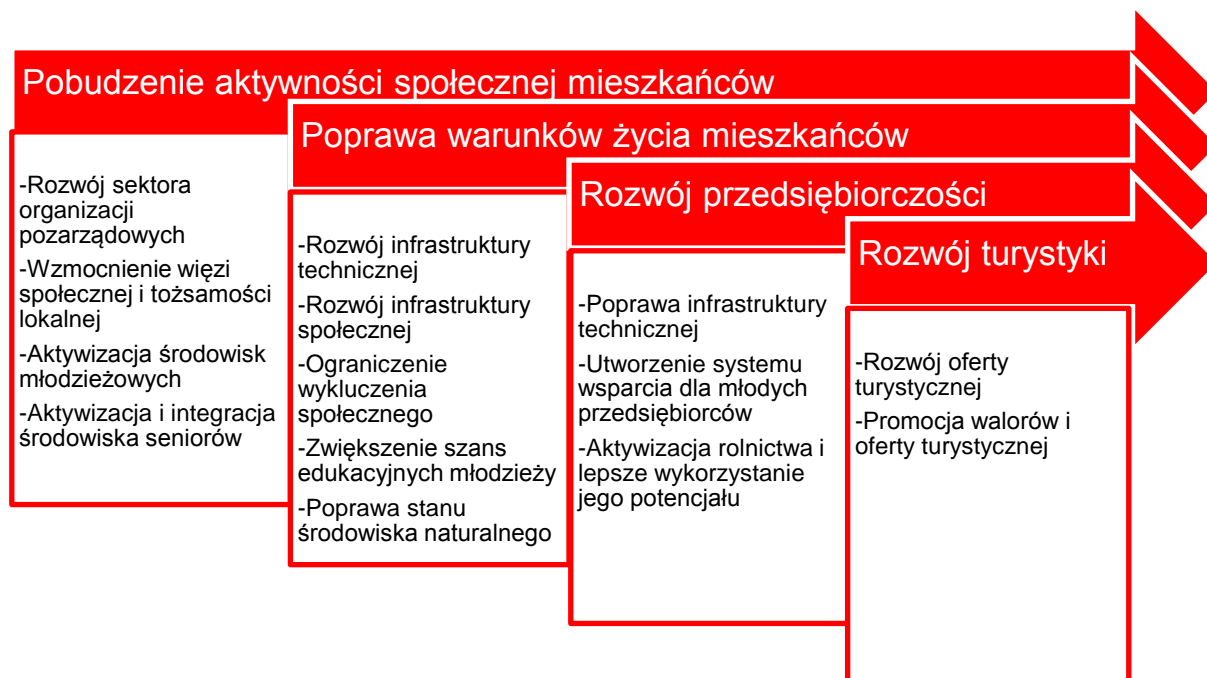 Pobudzenie aktywności społecznej mieszkańców
-Rozwój sektora
organizacji
pozarządowych
-Wzmocnienie więzi
społecznej i tożsamości
lokalnej
-Aktywizacja środowisk
młodzieżowych
-Aktywizacja i integracja
środowiska seniorów
Poprawa warunków życia mieszkańców
-Rozwój infrastruktury
technicznej
-Rozwój infrastruktury
społecznej
-Ograniczenie
wykluczenia
społecznego
-Zwiększenie szans
edukacyjnych młodzieży
-Poprawa stanu
środowiska naturalnego
Rozwój przedsiębiorczości
-Poprawa infrastruktury
technicznej
-Utworzenie systemu
wsparcia dla młodych
przedsiębiorców
-Aktywizacja rolnictwa i
lepsze wykorzystanie
jego potencjału
Rozwój turystyki
-Rozwój oferty
turystycznej
-Promocja walorów i
oferty turystycznej